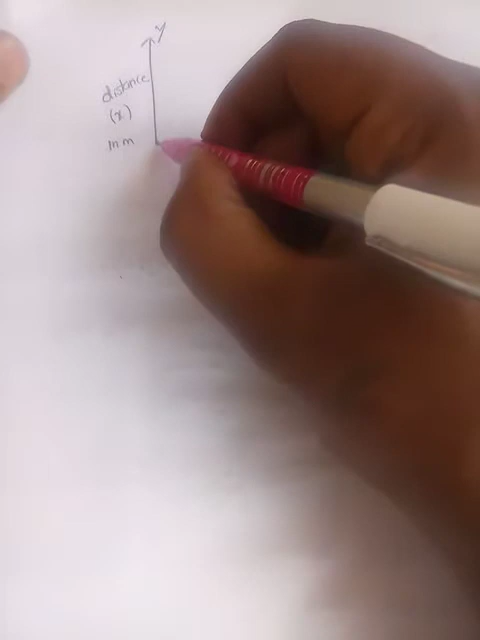 y
distance
(x)
in m